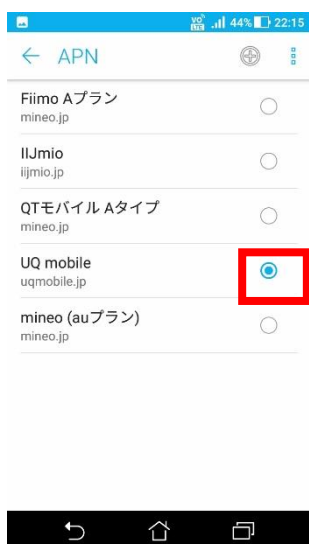 VoLTE 44% 22:15
APN
Fiimo Aプラン
mineo.jp
IIJmio
iijmio.jp
QTモバイル Aタイプ
mineo.jp
UQ mobile
uqmobile.jp
mineo (auプラン)
mineo.jp